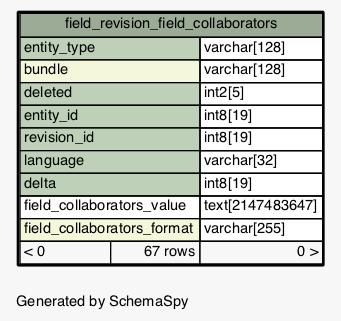 field_revision_field_collaborators
entity_type varchar[128]
bundle varchar[128]
deleted int2[5]
entity_id int8[19]
revision_id int8[19]
language varchar[32]
delta int8[19]
field_collaborators_value text[2147483647]
field_collaborators_format varchar[255]
< 0 67 rows 0 >
Generated by SchemaSpy